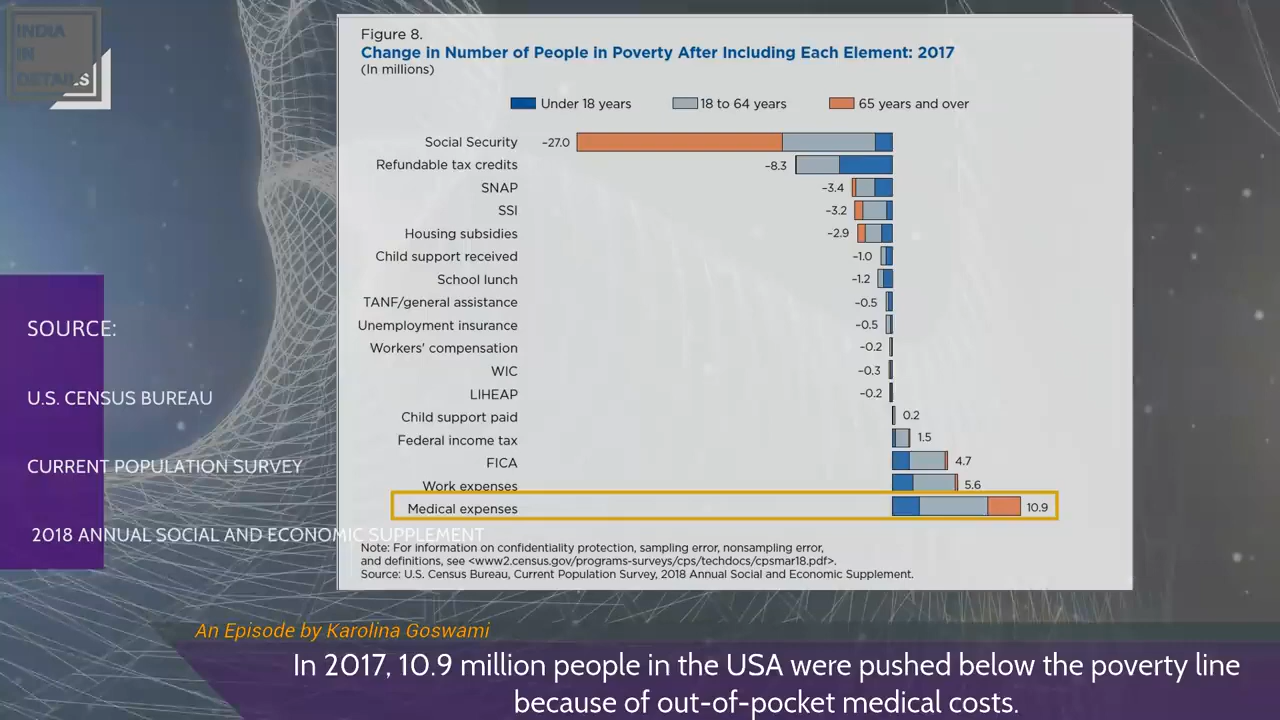 INDIA
IN
DETAILS
Figure 8.
Change in Number of People in Poverty After Including Each Element: 2017
(In millions)
Under 18 years 18 to 64 years 65 years and over
Social Security –27.0
Refundable tax credits –8.3
SNAP –3.4
SSI –3.2
Housing subsidies –2.9
Child support received –1.0
School lunch –1.2
TANF/general assistance –0.5
Unemployment insurance –0.5
Workers' compensation –0.2
WIC –0.3
LIHEAP –0.2
Child support paid 0.2
Federal income tax 1.5
FICA 4.7
Work expenses 5.6
Medical expenses 10.9
Note: For information on confidentiality protection, sampling error, nonsampling error,
and definitions, see <www2.census.gov/programs-surveys/cps/techdocs/cpsmar18.pdf>.
Source: U.S. Census Bureau, Current Population Survey, 2018 Annual Social and Economic Supplement.
SOURCE:
U.S. CENSUS BUREAU
CURRENT POPULATION SURVEY
2018 ANNUAL SOCIAL AND ECONOMIC SUPPLEMENT
An Episode by Karolina Goswami
In 2017, 10.9 million people in the USA were pushed below the poverty line
because of out-of-pocket medical costs.